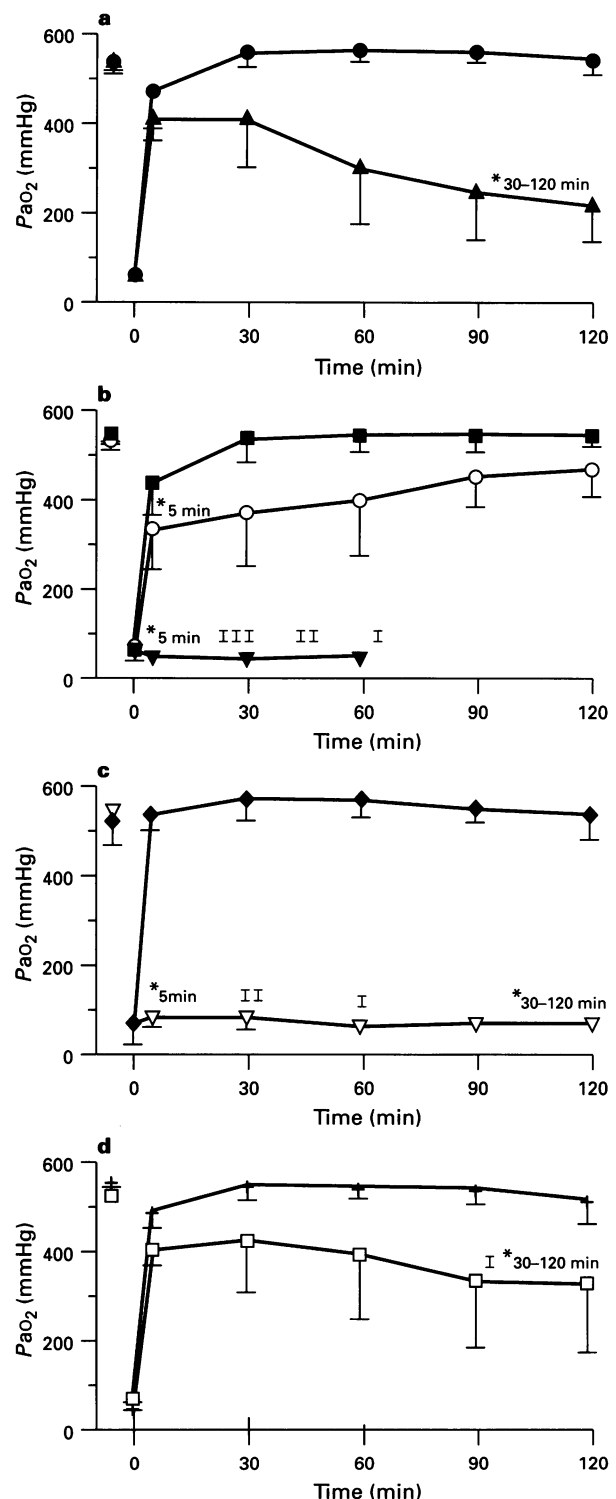 a
600
400
200
0
PaO₂ (mmHg)
*30–120 min
0 30 60 90 120
Time (min)
b
600
400
200
0
PaO₂ (mmHg)
*5 min
*5 min III II I
0 30 60 90 120
Time (min)
c
600
400
200
0
PaO₂ (mmHg)
*5min II I *30–120 min
0 30 60 90 120
Time (min)
d
600
400
200
0
PaO₂ (mmHg)
I *30–120 min
0 30 60 90 120
Time (min)